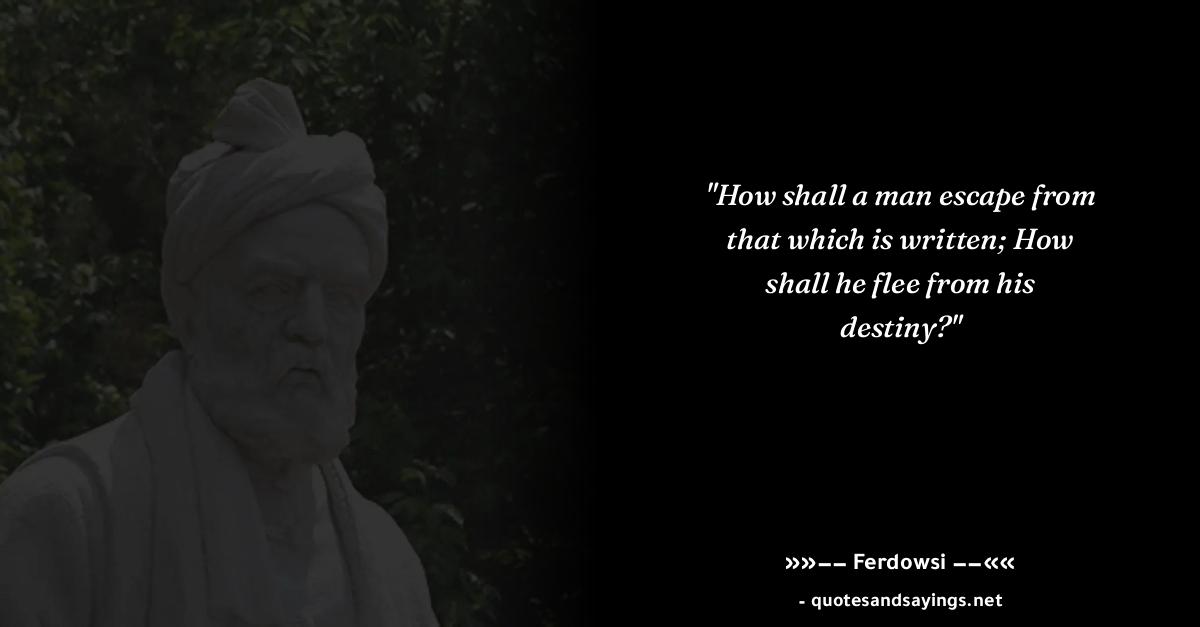 "How shall a man escape from
that which is written; How
shall he flee from his
destiny?"
»»−− Ferdowsi −−««
- quotesandsayings.net